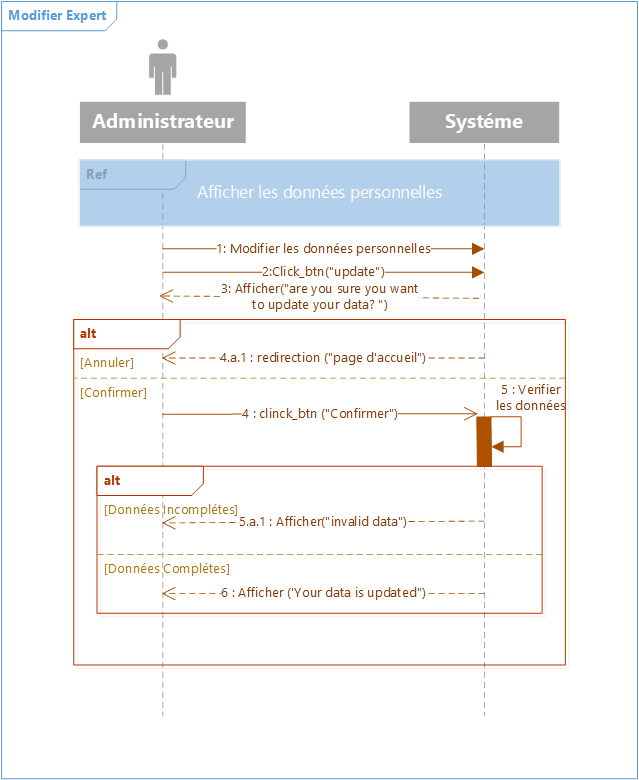 Modifier Expert
Administrateur
Systéme
Ref
Afficher les données personnelles
1: Modifier les données personnelles
2:Click_btn("update")
3: Afficher("are you sure you want
to update your data? ")
alt
[Annuler]
4.a.1 : redirection ("page d'accueil")
[Confirmer]
5 : Verifier
les données
4 : clinck_btn ("Confirmer")
alt
[Données Incomplétes]
5.a.1 : Afficher("invalid data")
[Données Complétes]
6 : Afficher ('Your data is updated")